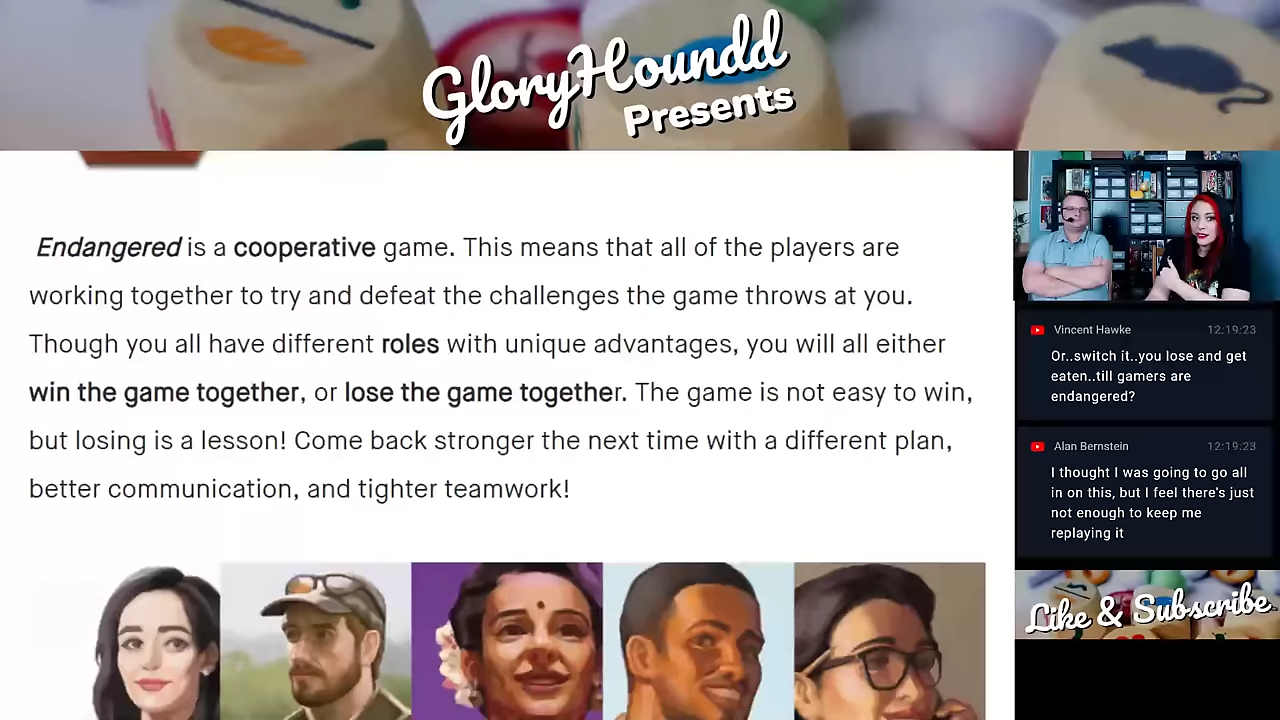 GloryHoundd
Presents
Endangered is a cooperative game. This means that all of the players are
working together to try and defeat the challenges the game throws at you.
Though you all have different roles with unique advantages, you will all either
win the game together, or lose the game together. The game is not easy to win,
but losing is a lesson! Come back stronger the next time with a different plan,
better communication, and tighter teamwork!
Vincent Hawke 12:19:23
Or..switch it..you lose and get
eaten..till gamers are
endangered?
Alan Bernstein 12:19:23
I thought I was going to go all
in on this, but I feel there's just
not enough to keep me
replaying it
Like & Subscribe